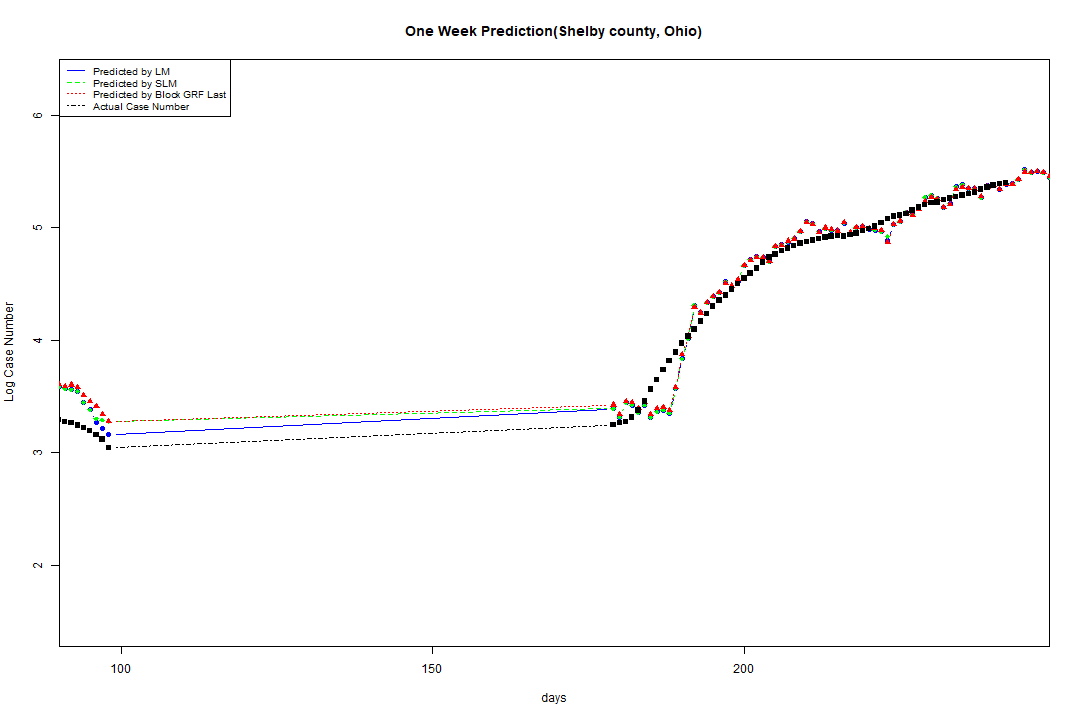 One Week Prediction(Shelby county, Ohio)
Predicted by LM
Predicted by SLM
Predicted by Block GRF Last
Actual Case Number
6
5
4
3
2
Log Case Number
100 150 200
days